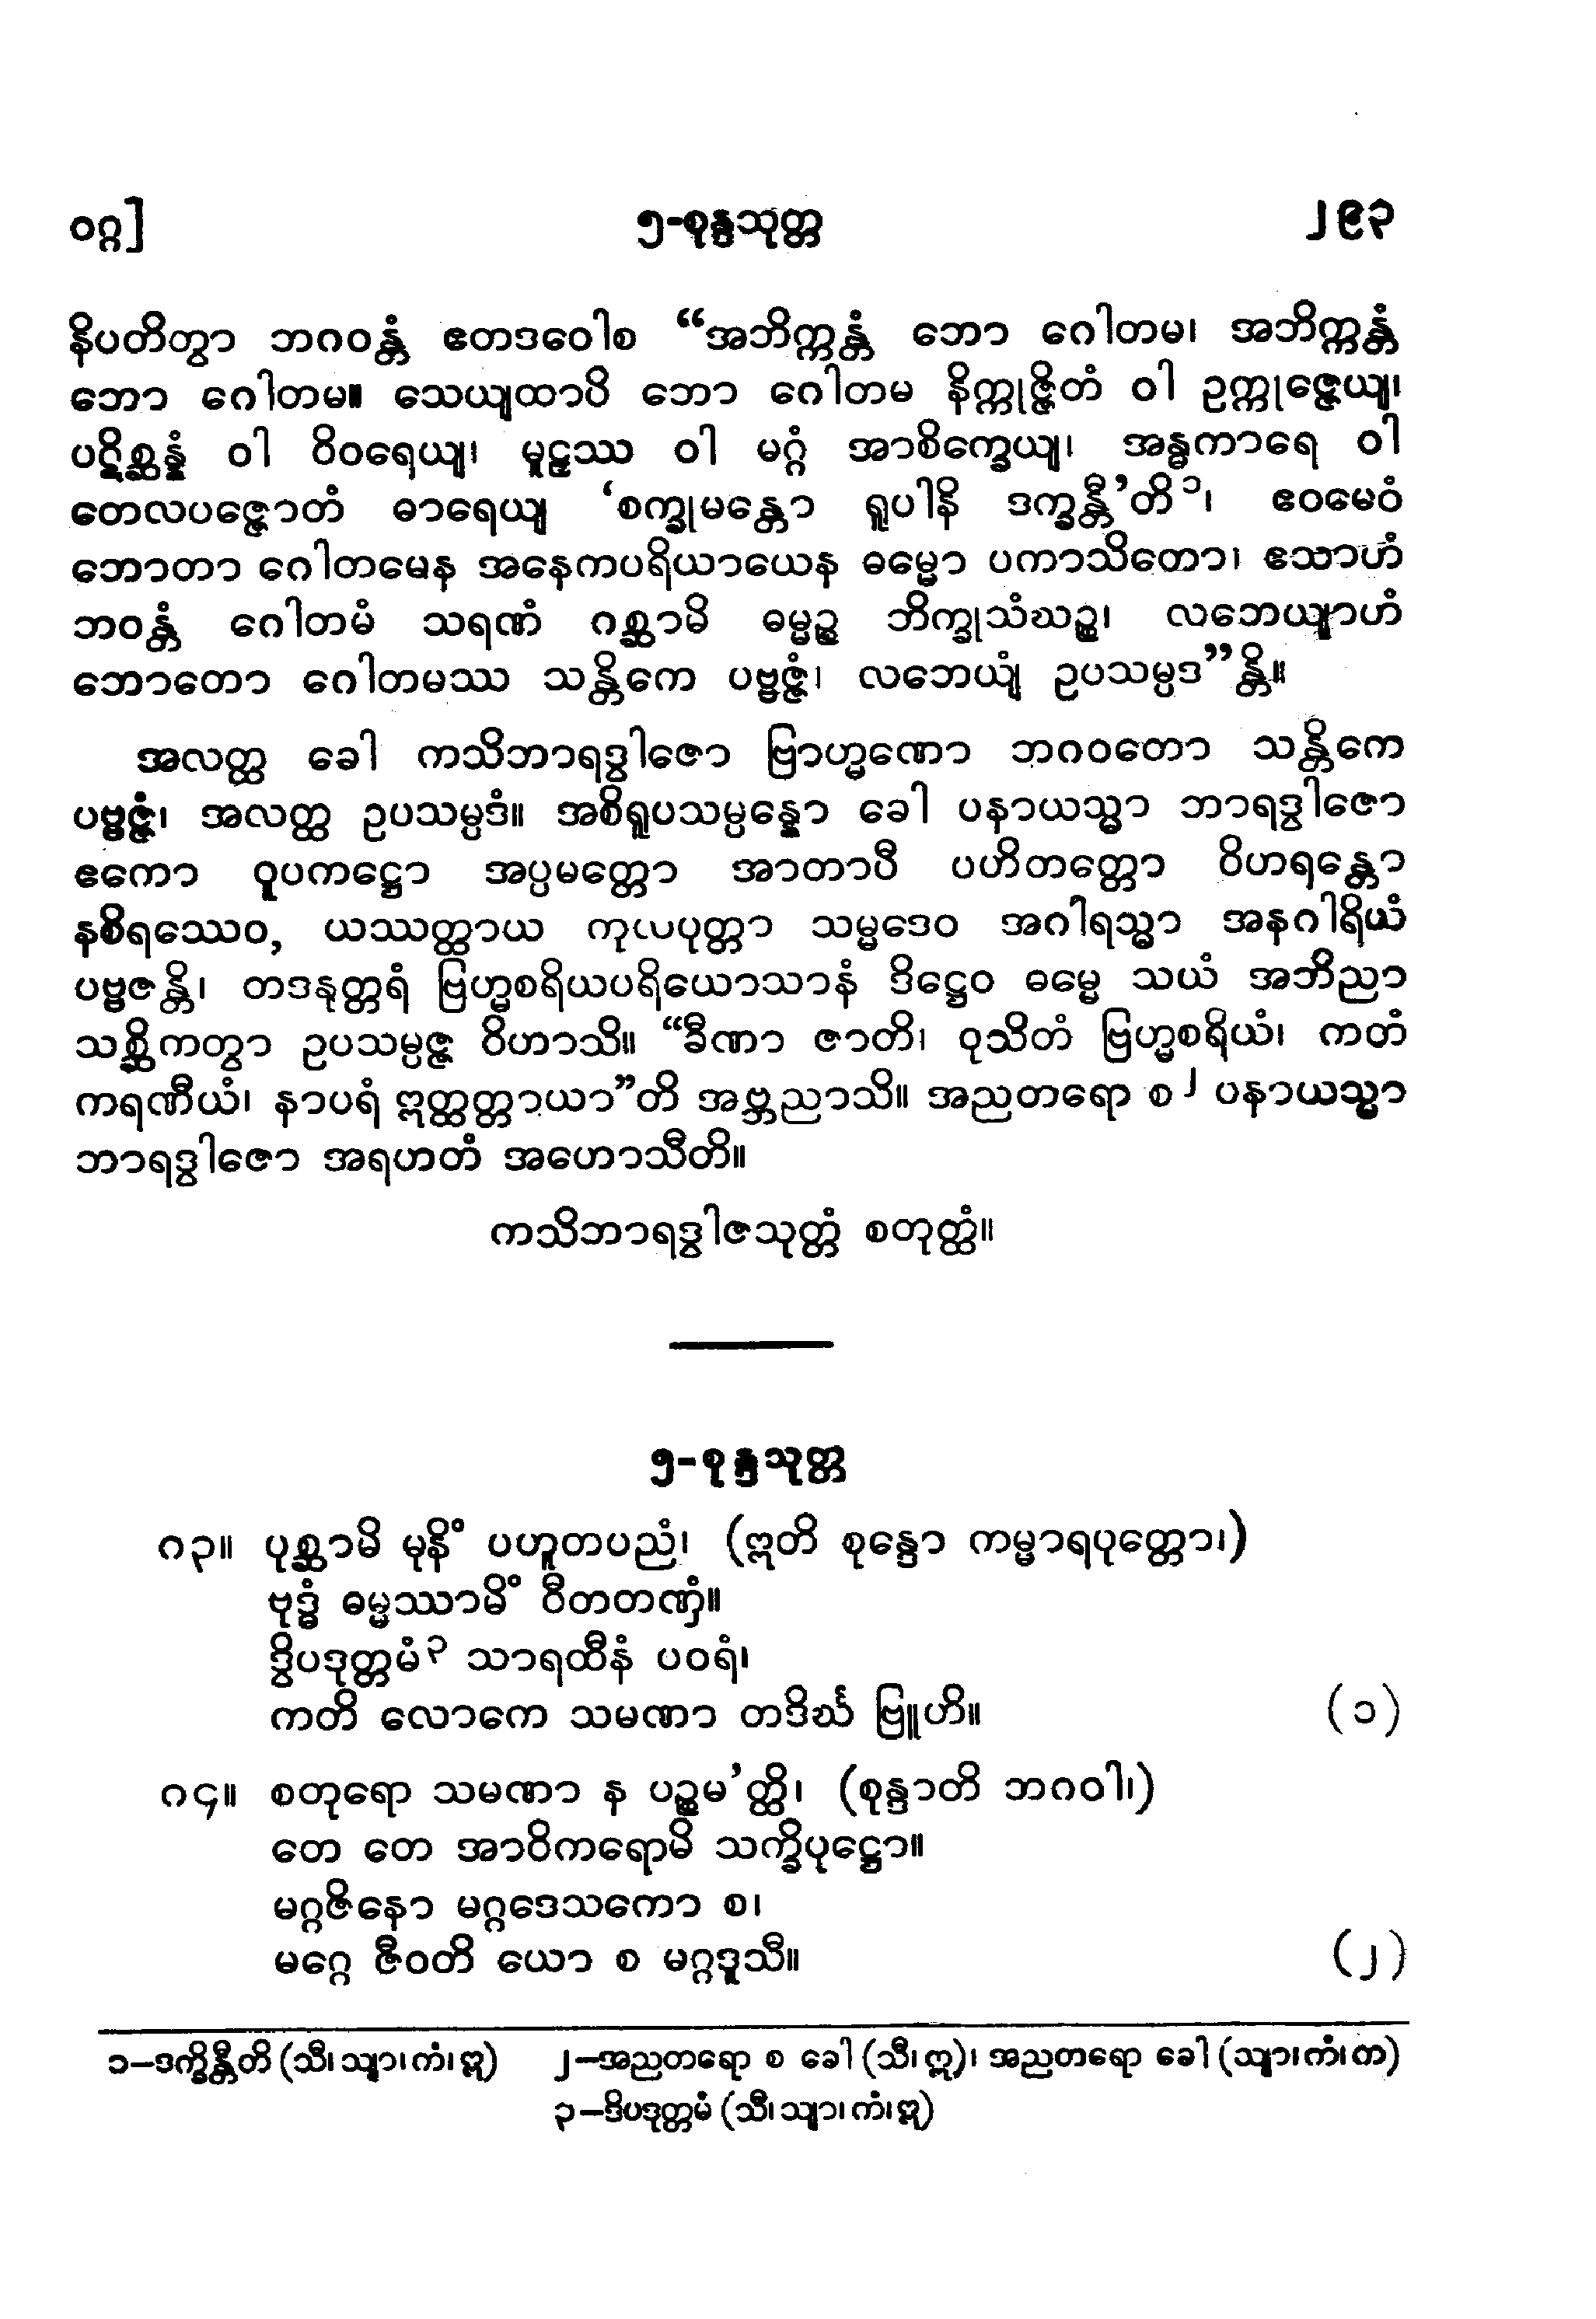 ဝဂ္ဂ] ၅-စုန္ဒသုတ္တ ၂၉၃
နိပတိတွာ ဘဂဝန္တံ ဧတဒဝေါစ “အဘိက္ကန္တံ ဘော ဂေါတမ၊ အဘိက္ကန္တံ
ဘော ဂေါတမ။ သေယျထာပိ ဘော ဂေါတမ နိက္ကုဇ္ဇိတံ ဝါ ဥက္ကုဇ္ဇေယျ၊
ပဋိစ္ဆန္နံ ဝါ ဝိဝရေယျ၊ မူဠှဿ ဝါ မဂ္ဂံ အာစိက္ခေယျ၊ အန္ဓကာရေ ဝါ
တေလပဇ္ဇောတံ ဓာရေယျ ‘စက္ခုမန္တော ရူပါနိ ဒက္ခန္တီ’တိ ၁၊ ဧဝမေဝံ
ဘောတာ ဂေါတမေန အနေကပရိယာယေန ဓမ္မော ပကာသိတော၊ ဧသာဟံ
ဘဝန္တံ ဂေါတမံ သရဏံ ဂစ္ဆာမိ ဓမ္မဉ္စ ဘိက္ခုသံဃဉ္စ၊ လဘေယျာဟံ
ဘောတော ဂေါတမဿ သန္တိကေ ပဗ္ဗဇ္ဇံ၊ လဘေယျံ ဥပသမ္ပဒ”န္တိ။
အလတ္ထ ခေါ ကသိဘာရဒွါဇော ဗြာဟ္မဏော ဘဂဝတော သန္တိကေ
ပဗ္ဗဇ္ဇံ၊ အလတ္ထ ဥပသမ္ပဒံ။ အစိရူပသမ္ပန္နော ခေါ ပနာယသ္မာ ဘာရဒွါဇော
ဧကော ဝူပကဋ္ဌော အပ္ပမတ္တော အာတာပီ ပဟိတတ္တော ဝိဟရန္တော
နစိရဿေဝ, ယဿတ္ထာယ ကုလပုတ္တာ သမ္မဒေဝ အဂါရသ္မာ အနဂါရိယံ
ပဗ္ဗဇန္တိ၊ တဒနုတ္တရံ ဗြဟ္မစရိယပရိယောသာနံ ဒိဋ္ဌေဝ ဓမ္မေ သယံ အဘိညာ
သစ္ဆိကတွာ ဥပသမ္ပဇ္ဇ ဝိဟာသိ။ “ခီဏာ ဇာတိ၊ ဝုသိတံ ဗြဟ္မစရိယံ၊ ကတံ
ကရဏီယံ၊ နာပရံ ဣတ္ထတ္တာယာ”တိ အဗ္ဘညာသိ။ အညတရော စ ၂ ပနာယသ္မာ
ဘာရဒွါဇော အရဟတံ အဟောသီတိ။
ကသိဘာရဒွါဇသုတ္တံ စတုတ္ထံ။
၅-စုန္ဒသုတ္တ
၈၃။ ပုစ္ဆာမိ မုနိံ ပဟူတပညံ၊ (ဣတိ စုန္ဒော ကမ္မာရပုတ္တော၊)
ဗုဒ္ဓံ ဓမ္မဿာမိံ ဝီတတဏှံ။
ဒွိပဒုတ္တမံ ၃ သာရထီနံ ပဝရံ၊
ကတိ လောကေ သမဏာ တဒိင်္ဃ ဗြူဟိ။ (၁)
၈၄။ စတုရော သမဏာ န ပဉ္စမ’တ္ထိ၊ (စုန္ဒာတိ ဘဂဝါ၊)
တေ တေ အာဝိကရောမိ သက္ခိပုဋ္ဌော။
မဂ္ဂဇိနော မဂ္ဂဒေသကော စ၊
မဂ္ဂေ ဇီဝတိ ယော စ မဂ္ဂဒူသီ။ (၂)
၁–ဒက္ခိန္တီတိ (သီ၊ သျာ၊ ကံ၊ ဣ) ၂–အညတရော စ ခေါ (သီ၊ ဣ)၊ အညတရော ခေါ (သျာ၊ ကံ၊ က)
၃–ဒိပဒုတ္တမံ (သီ၊ သျာ၊ ကံ၊ ဣ)